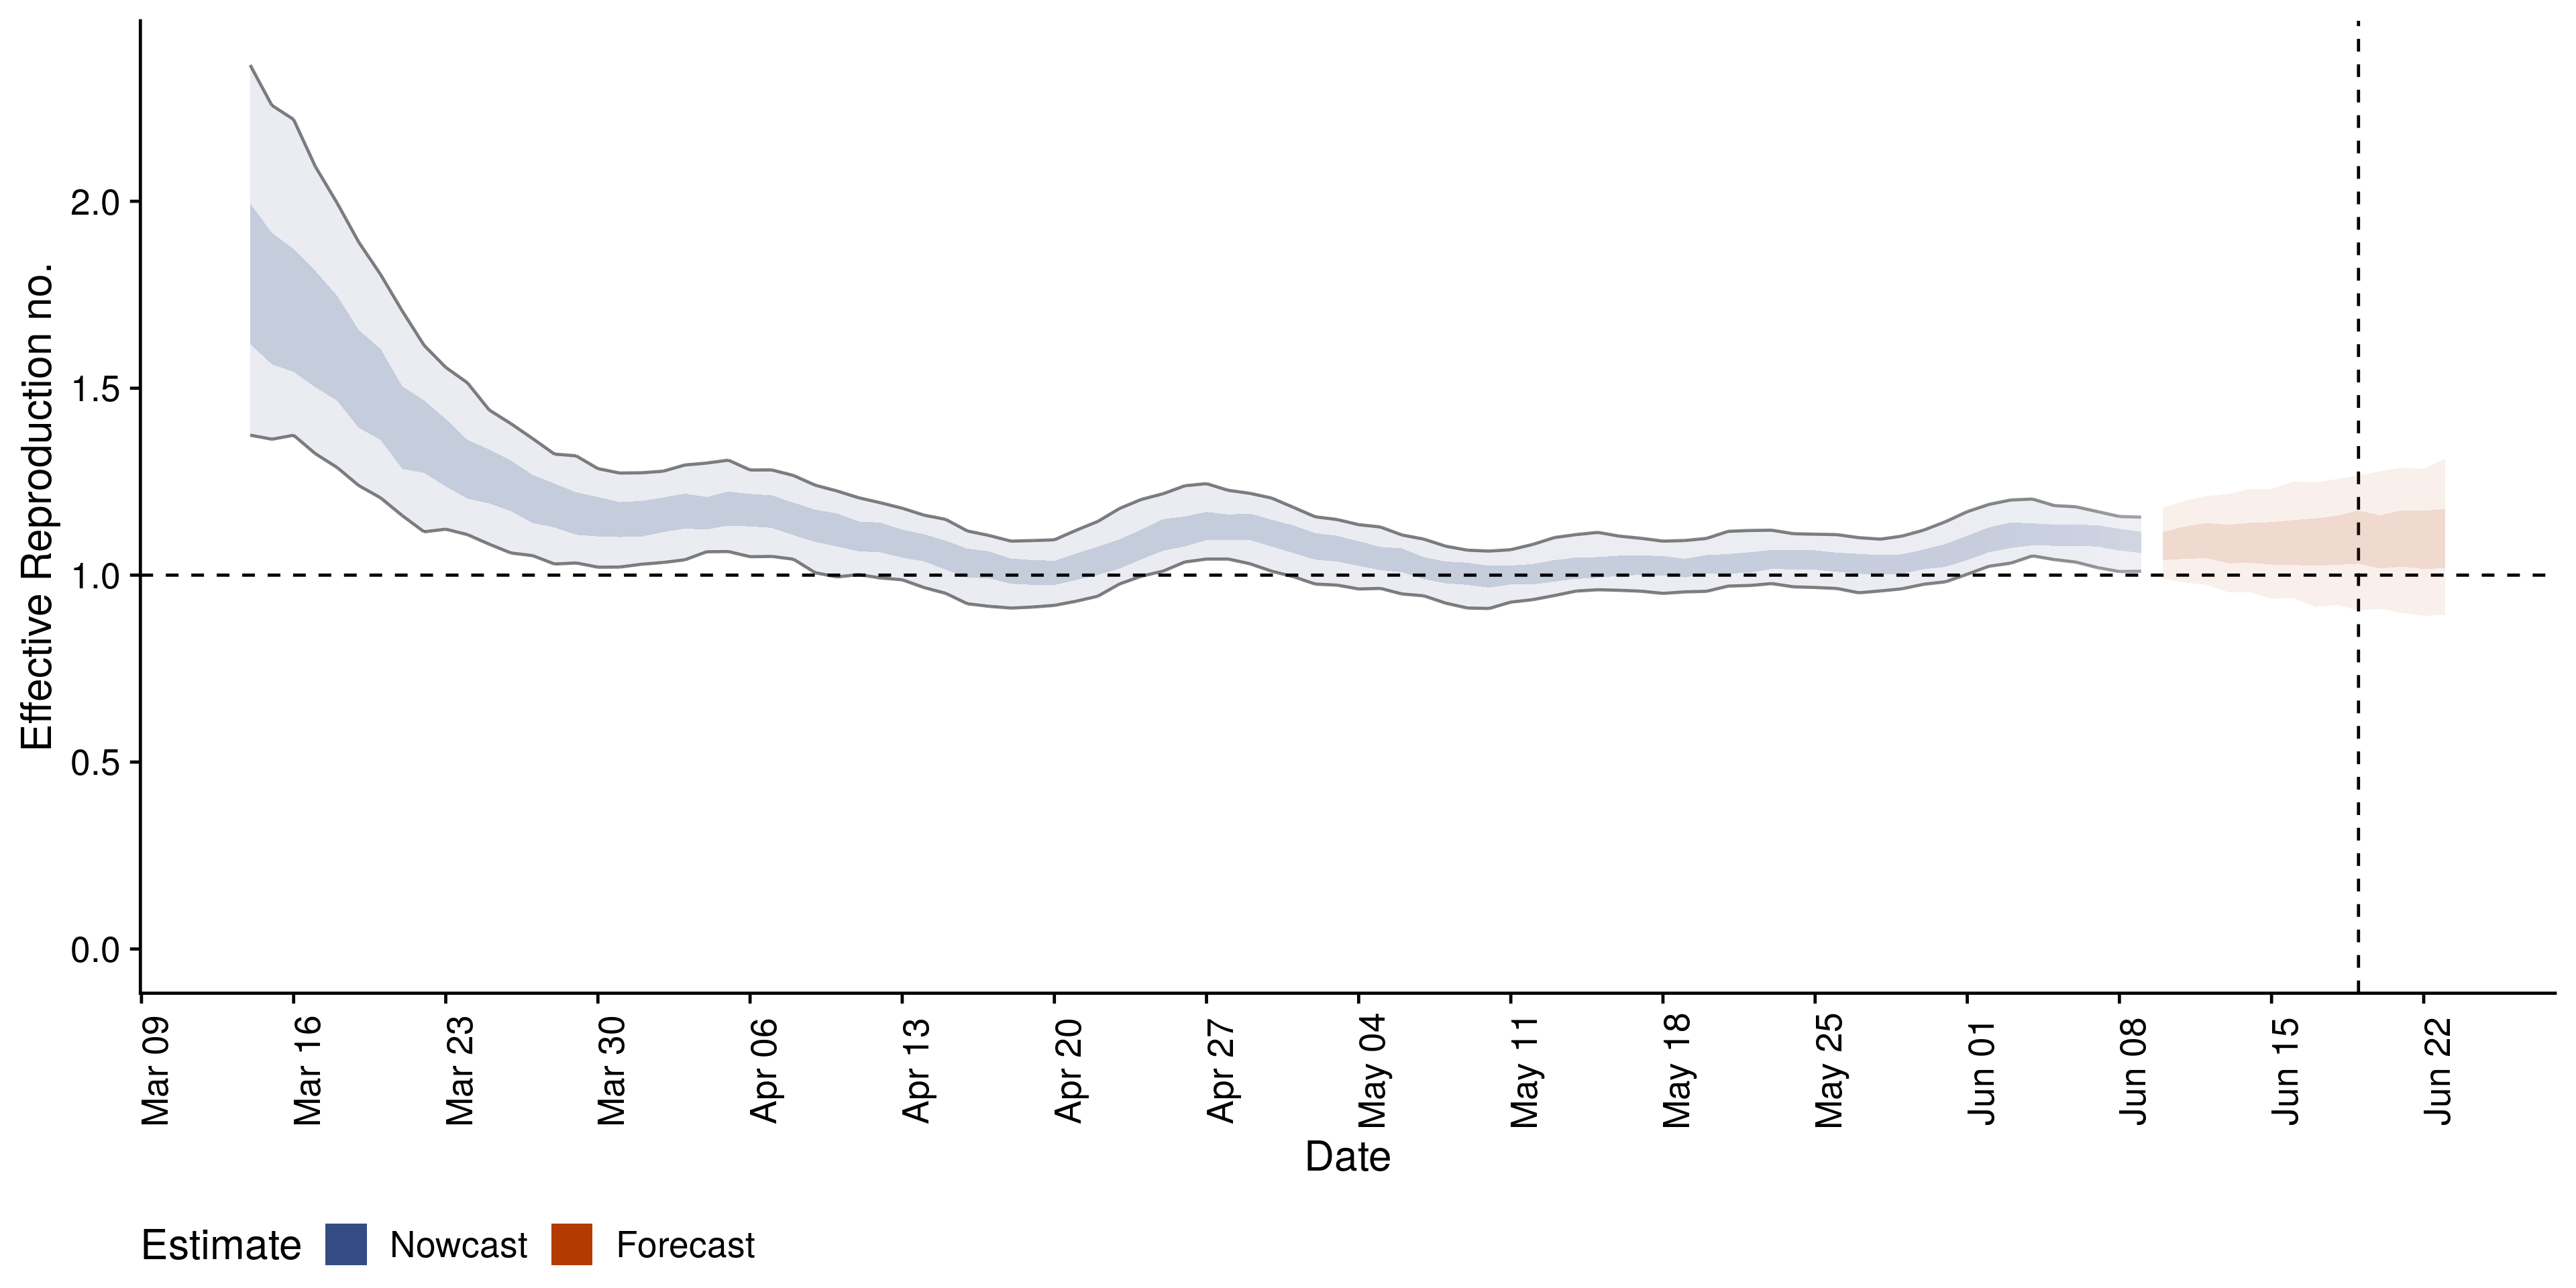 Effective Reproduction no.
2.0
1.5
1.0
0.5
0.0
Mar 09
Mar 16
Mar 23
Mar 30
Apr 06
Apr 13
Apr 20
Apr 27
May 04
May 11
May 18
May 25
Jun 01
Jun 08
Jun 15
Jun 22
Date
Estimate Nowcast Forecast